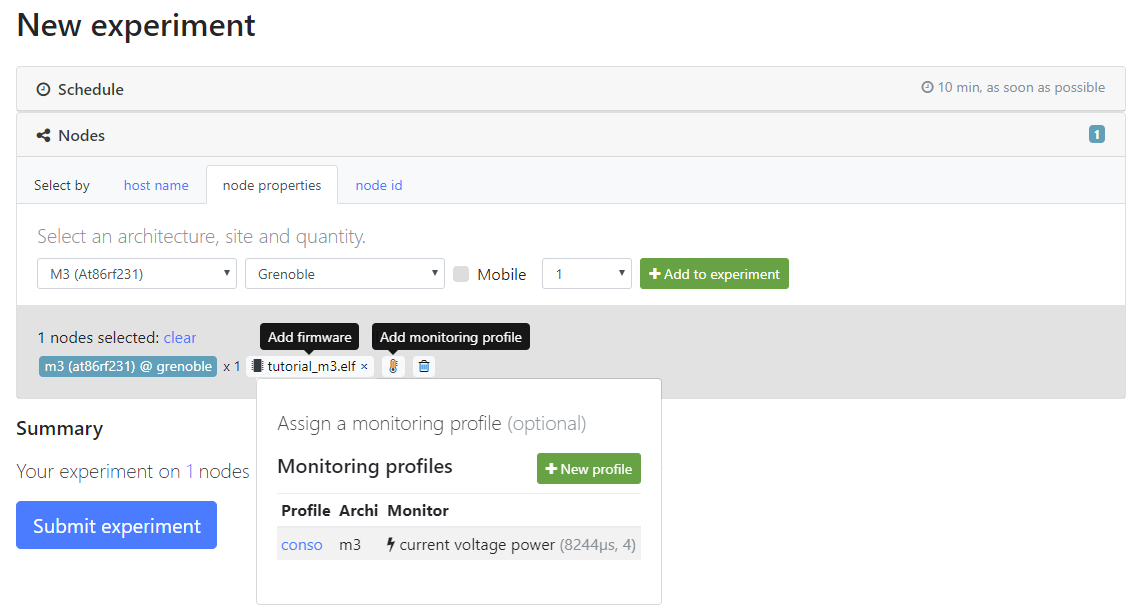 New experiment
Schedule 10 min, as soon as possible
Nodes 1
Select by host name node properties node id
Select an architecture, site and quantity.
M3 (At86rf231) Grenoble Mobile 1 Add to experiment
1 nodes selected: clear Add firmware Add monitoring profile
m3 (at86rf231) @ grenoble x 1 tutorial_m3.elf ×
Summary
Your experiment on 1 nodes
Submit experiment
Assign a monitoring profile (optional)
Monitoring profiles New profile
Profile Archi Monitor
conso m3 current voltage power (8244µs, 4)